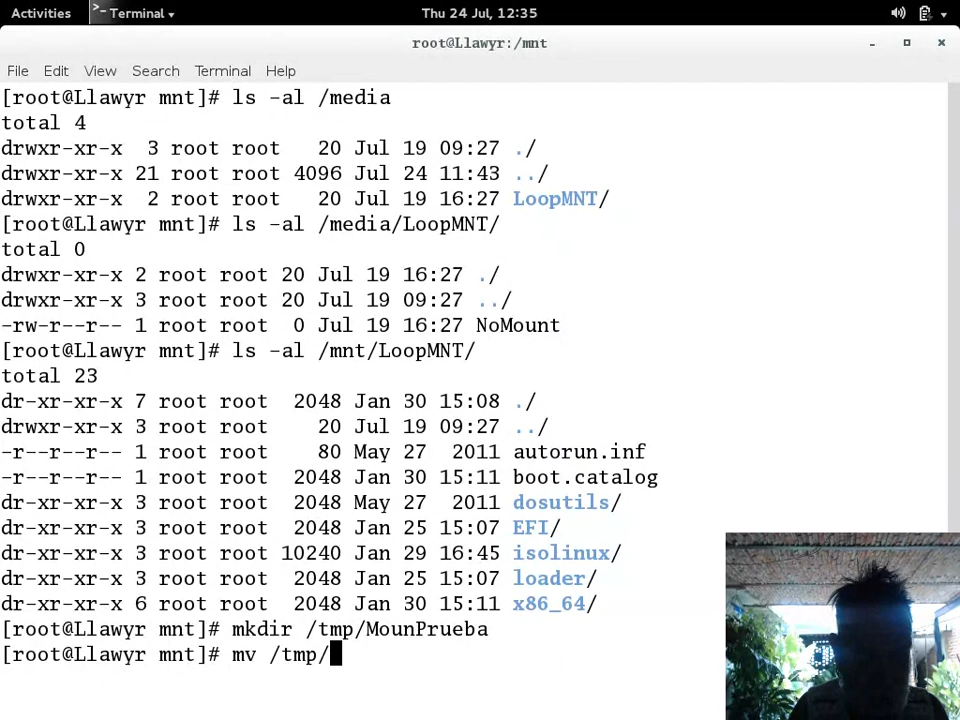 Activities >_ Terminal Thu 24 Jul, 12:35
root@Llawyr:/mnt
File Edit View Search Terminal Help
[root@Llawyr mnt]# ls -al /media
total 4
drwxr-xr-x 3 root root 20 Jul 19 09:27 ./
drwxr-xr-x 21 root root 4096 Jul 24 11:43 ../
drwxr-xr-x 2 root root 20 Jul 19 16:27 LoopMNT/
[root@Llawyr mnt]# ls -al /media/LoopMNT/
total 0
drwxr-xr-x 2 root root 20 Jul 19 16:27 ./
drwxr-xr-x 3 root root 20 Jul 19 09:27 ../
-rw-r--r-- 1 root root 0 Jul 19 16:27 NoMount
[root@Llawyr mnt]# ls -al /mnt/LoopMNT/
total 23
dr-xr-xr-x 7 root root 2048 Jan 30 15:08 ./
drwxr-xr-x 3 root root 20 Jul 19 09:27 ../
-r--r--r-- 1 root root 80 May 27 2011 autorun.inf
-r--r--r-- 1 root root 2048 Jan 30 15:11 boot.catalog
dr-xr-xr-x 3 root root 2048 May 27 2011 dosutils/
dr-xr-xr-x 3 root root 2048 Jan 25 15:07 EFI/
dr-xr-xr-x 3 root root 10240 Jan 29 16:45 isolinux/
dr-xr-xr-x 3 root root 2048 Jan 25 15:07 loader/
dr-xr-xr-x 6 root root 2048 Jan 30 15:11 x86_64/
[root@Llawyr mnt]# mkdir /tmp/MounPrueba
[root@Llawyr mnt]# mv /tmp/